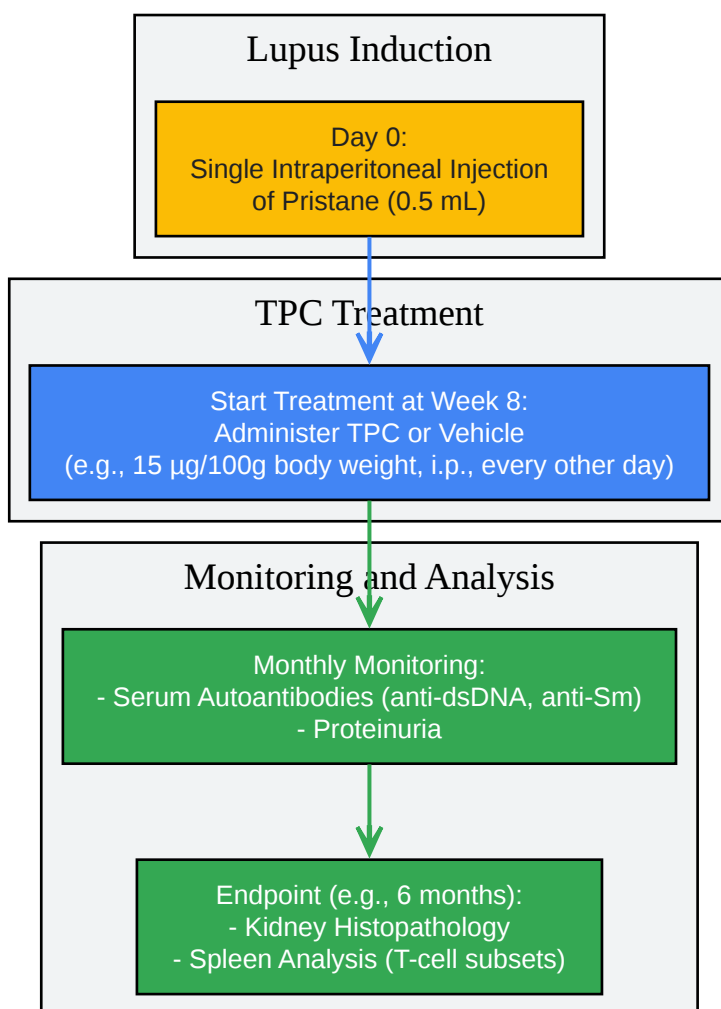 Lupus Induction
Day 0:
Single Intraperitoneal Injection
of Pristane (0.5 mL)
TPC Treatment
Start Treatment at Week 8:
Administer TPC or Vehicle
(e.g., 15 µg/100g body weight, i.p., every other day)
Monitoring and Analysis
Monthly Monitoring:
- Serum Autoantibodies (anti-dsDNA, anti-Sm)
- Proteinuria
Endpoint (e.g., 6 months):
- Kidney Histopathology
- Spleen Analysis (T-cell subsets)